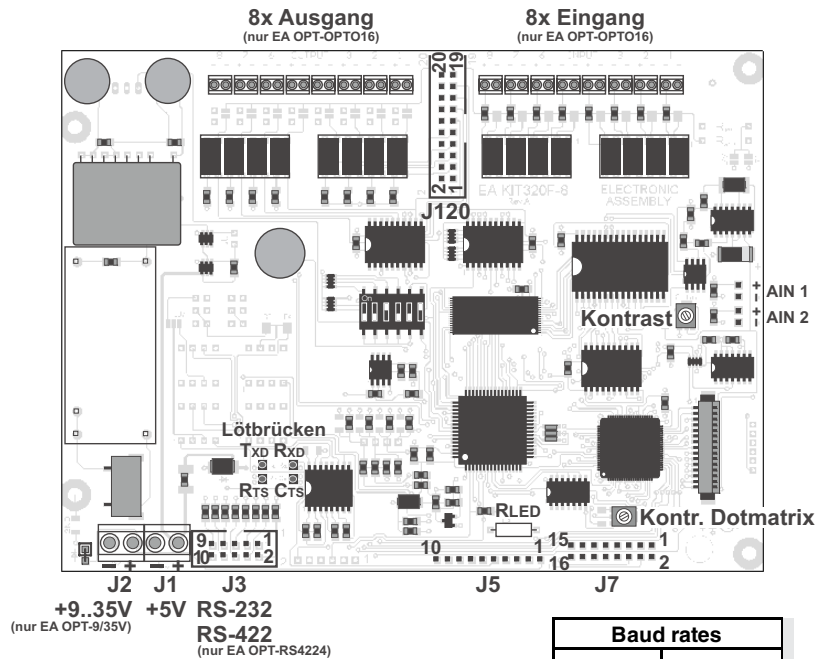 8x Ausgang
(nur EA OPT-OPTO16)
8x Eingang
(nur EA OPT-OPTO16)
20
19
2
1
J120
EA KIT320F-8
ELECTRONIC
ASSEMBLY
On
+
AIN 1
-
+
AIN 2
-
Kontrast
Lötbrücken
TXD RXD
RTS CTS
RLED
Kontr. Dotmatrix
9
1
10
2
10
1
15
1
16
2
- + - +
J2 J1 J3 J5 J7
+9..35V +5V RS-232
(nur EA OPT-9/35V)
RS-422
(nur EA OPT-RS4224)
Baud rates